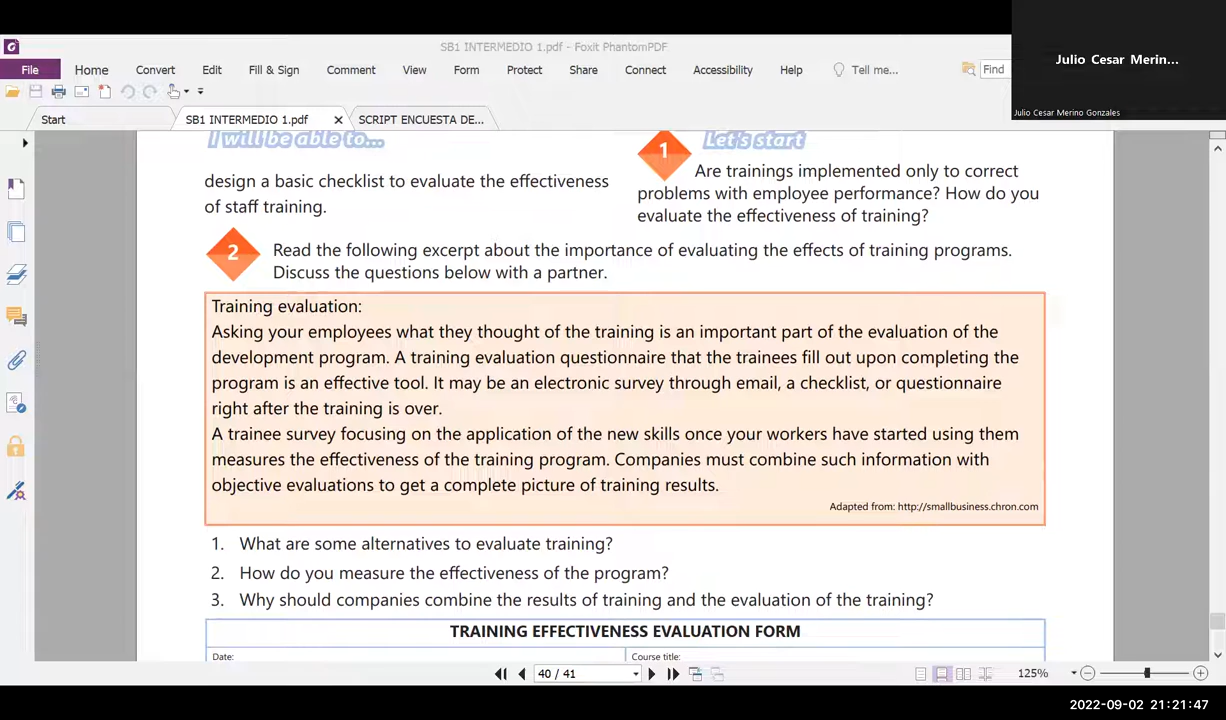 SB1 INTERMEDIO 1.pdf - Foxit PhantomPDF
Julio Cesar Merin...
Julio Cesar Merino Gonzales
File Home Convert Edit Fill & Sign Comment View Form Protect Share Connect Accessibility Help Tell me... Find
Start SB1 INTERMEDIO 1.pdf SCRIPT ENCUESTA DE...
I will be able to...
design a basic checklist to evaluate the effectiveness
of staff training.
1 Let's start
Are trainings implemented only to correct
problems with employee performance? How do you
evaluate the effectiveness of training?
2 Read the following excerpt about the importance of evaluating the effects of training programs.
Discuss the questions below with a partner.
Training evaluation:
Asking your employees what they thought of the training is an important part of the evaluation of the
development program. A training evaluation questionnaire that the trainees fill out upon completing the
program is an effective tool. It may be an electronic survey through email, a checklist, or questionnaire
right after the training is over.
A trainee survey focusing on the application of the new skills once your workers have started using them
measures the effectiveness of the training program. Companies must combine such information with
objective evaluations to get a complete picture of training results.
Adapted from: http://smallbusiness.chron.com
1. What are some alternatives to evaluate training?
2. How do you measure the effectiveness of the program?
3. Why should companies combine the results of training and the evaluation of the training?
TRAINING EFFECTIVENESS EVALUATION FORM
Date: Course title:
40 / 41 125%
2022-09-02 21:21:47